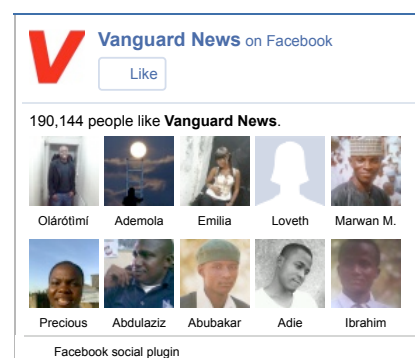 Vanguard News on Facebook
Like
190,144 people like Vanguard News.
Olárótìmí Ademola Emilia Loveth Marwan M.
Precious Abdulaziz Abubakar Adie Ibrahim
Facebook social plugin